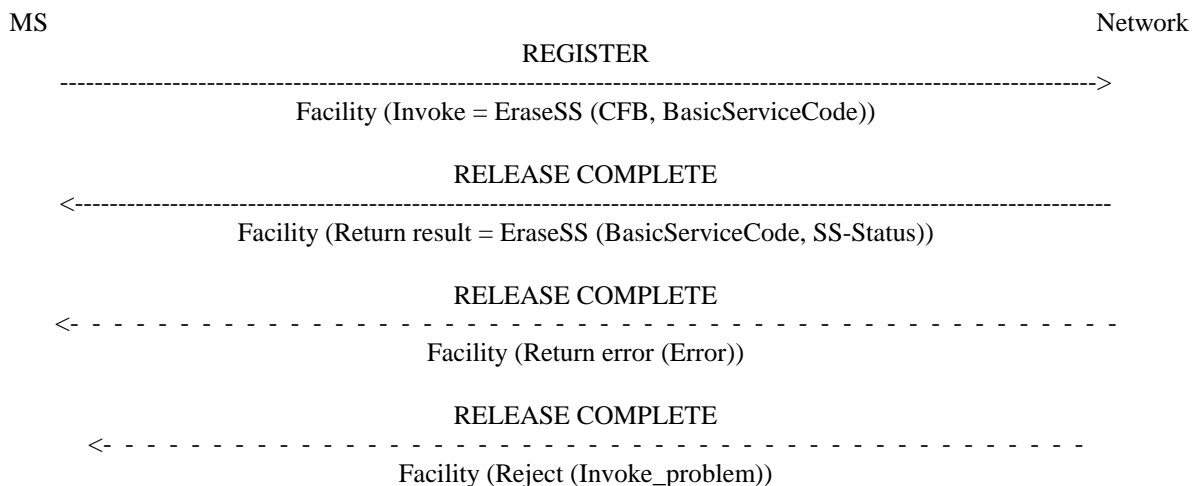 MS Network
REGISTER
Facility (Invoke = EraseSS (CFB, BasicServiceCode))
RELEASE COMPLETE
Facility (Return result = EraseSS (BasicServiceCode, SS-Status))
RELEASE COMPLETE
Facility (Return error (Error))
RELEASE COMPLETE
Facility (Reject (Invoke_problem))